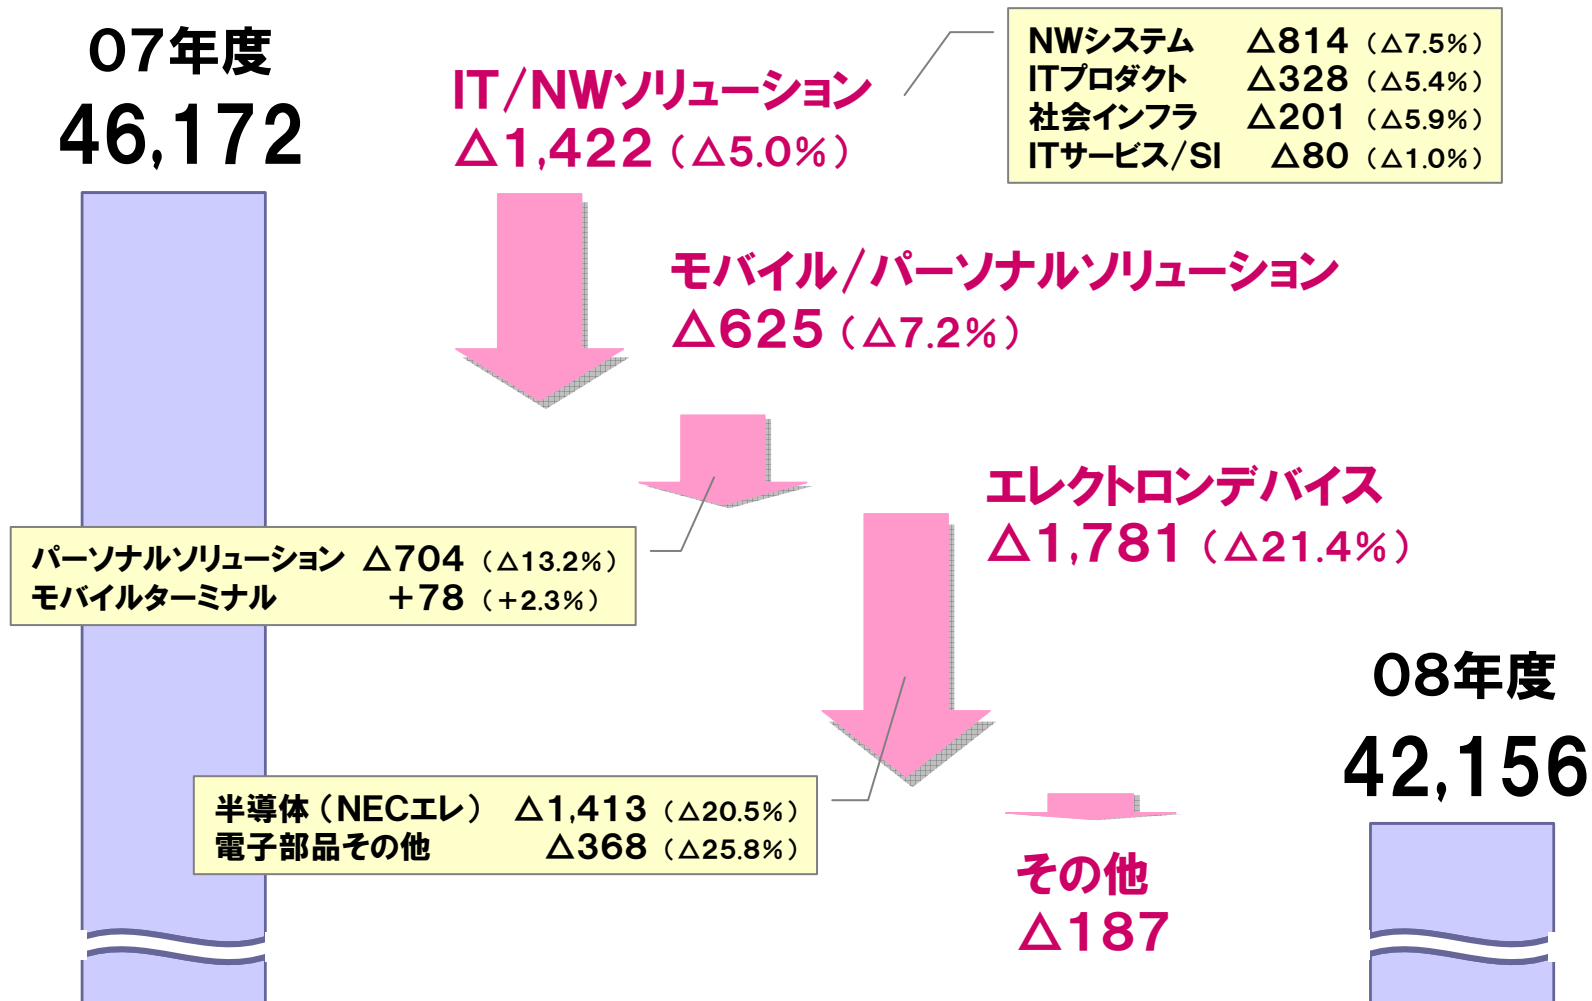 07年度
46,172
IT/NWソリューション
△1,422（△5.0%）
NWシステム △814（△7.5%）
ITプロダクト △328（△5.4%）
社会インフラ △201（△5.9%）
ITサービス/SI △80（△1.0%）
モバイル/パーソナルソリューション
△625（△7.2%）
パーソナルソリューション △704（△13.2%）
モバイルターミナル ＋78（＋2.3%）
エレクトロンデバイス
△1,781（△21.4%）
半導体（NECエレ） △1,413（△20.5%）
電子部品その他 △368（△25.8%）
その他
△187
08年度
42,156